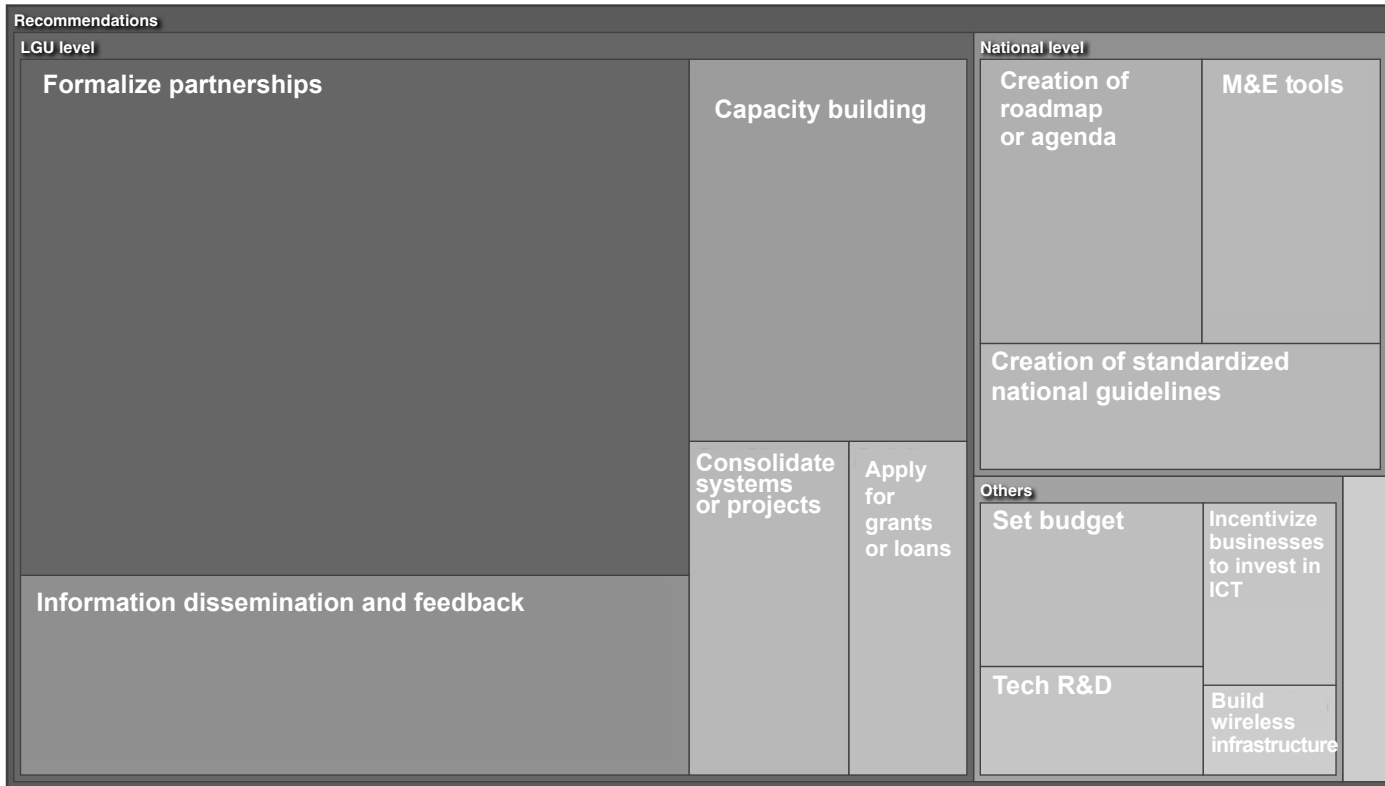 Recommendations
LGU level
Formalize partnerships
Capacity building
Information dissemination and feedback
Consolidate
systems
or projects
Apply
for
grants
or loans
National level
Creation of
roadmap
or agenda
M&E tools
Creation of standardized
national guidelines
Others
Set budget
Incentivize
businesses
to invest in
ICT
Tech R&D
Build
wireless
infrastructure